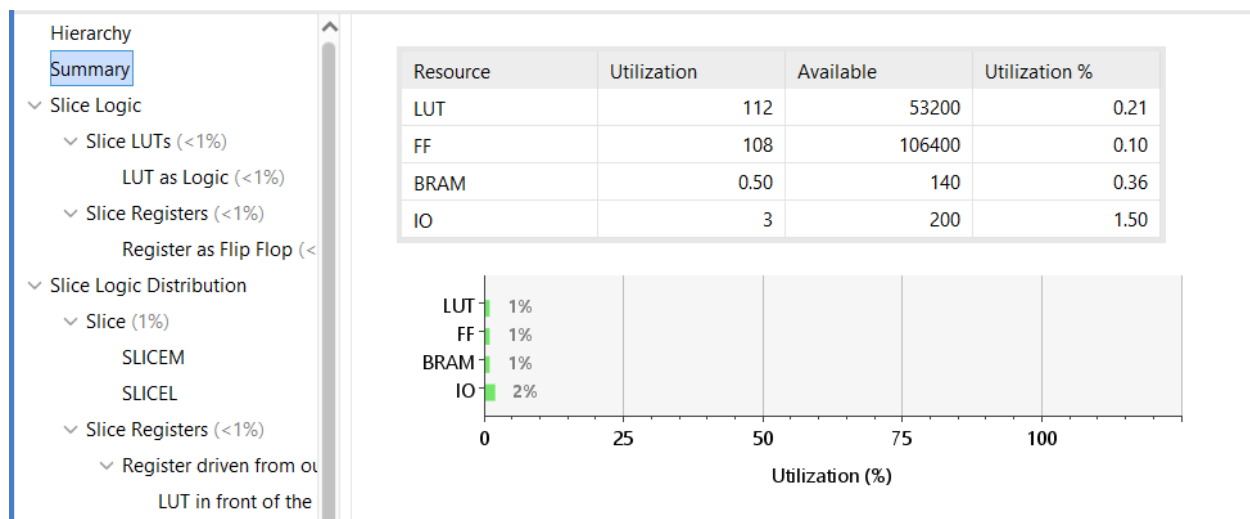 Hierarchy
Summary
Slice Logic
Slice LUTs (<1%)
LUT as Logic (<1%)
Slice Registers (<1%)
Register as Flip Flop (<
Slice Logic Distribution
Slice (1%)
SLICEM
SLICEL
Slice Registers (<1%)
Register driven from ou
LUT in front of the
Resource Utilization Available Utilization %
LUT 112 53200 0.21
FF 108 106400 0.10
BRAM 0.50 140 0.36
IO 3 200 1.50
LUT 1%
FF 1%
BRAM 1%
IO 2%
0 25 50 75 100
Utilization (%)